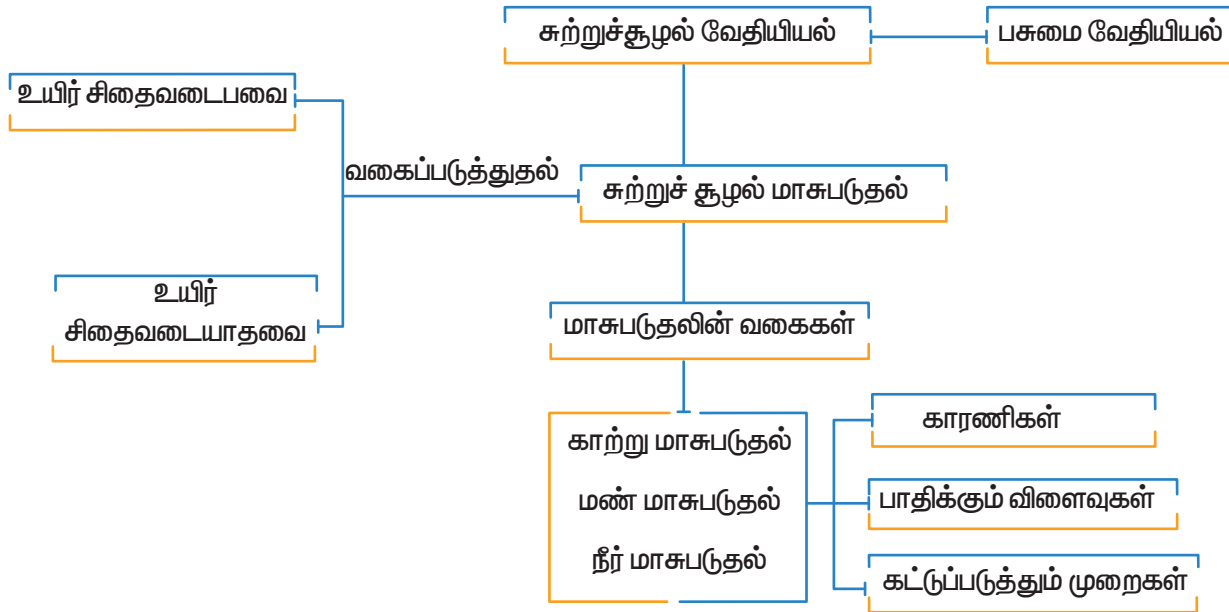 சுற்றுச்சூழல் வேதியியல்
பசுமை வேதியியல்
உயிர் சிதைவடைபவை
வகைப்படுத்துதல்
சுற்றுச் சூழல் மாசுபடுதல்
உயிர்
சிதைவடையாதவை
மாசுபடுதலின் வகைகள்
காற்று மாசுபடுதல்
மண் மாசுபடுதல்
நீர் மாசுபடுதல்
காரணிகள்
பாதிக்கும் விளைவுகள்
கட்டுப்படுத்தும் முறைகள்